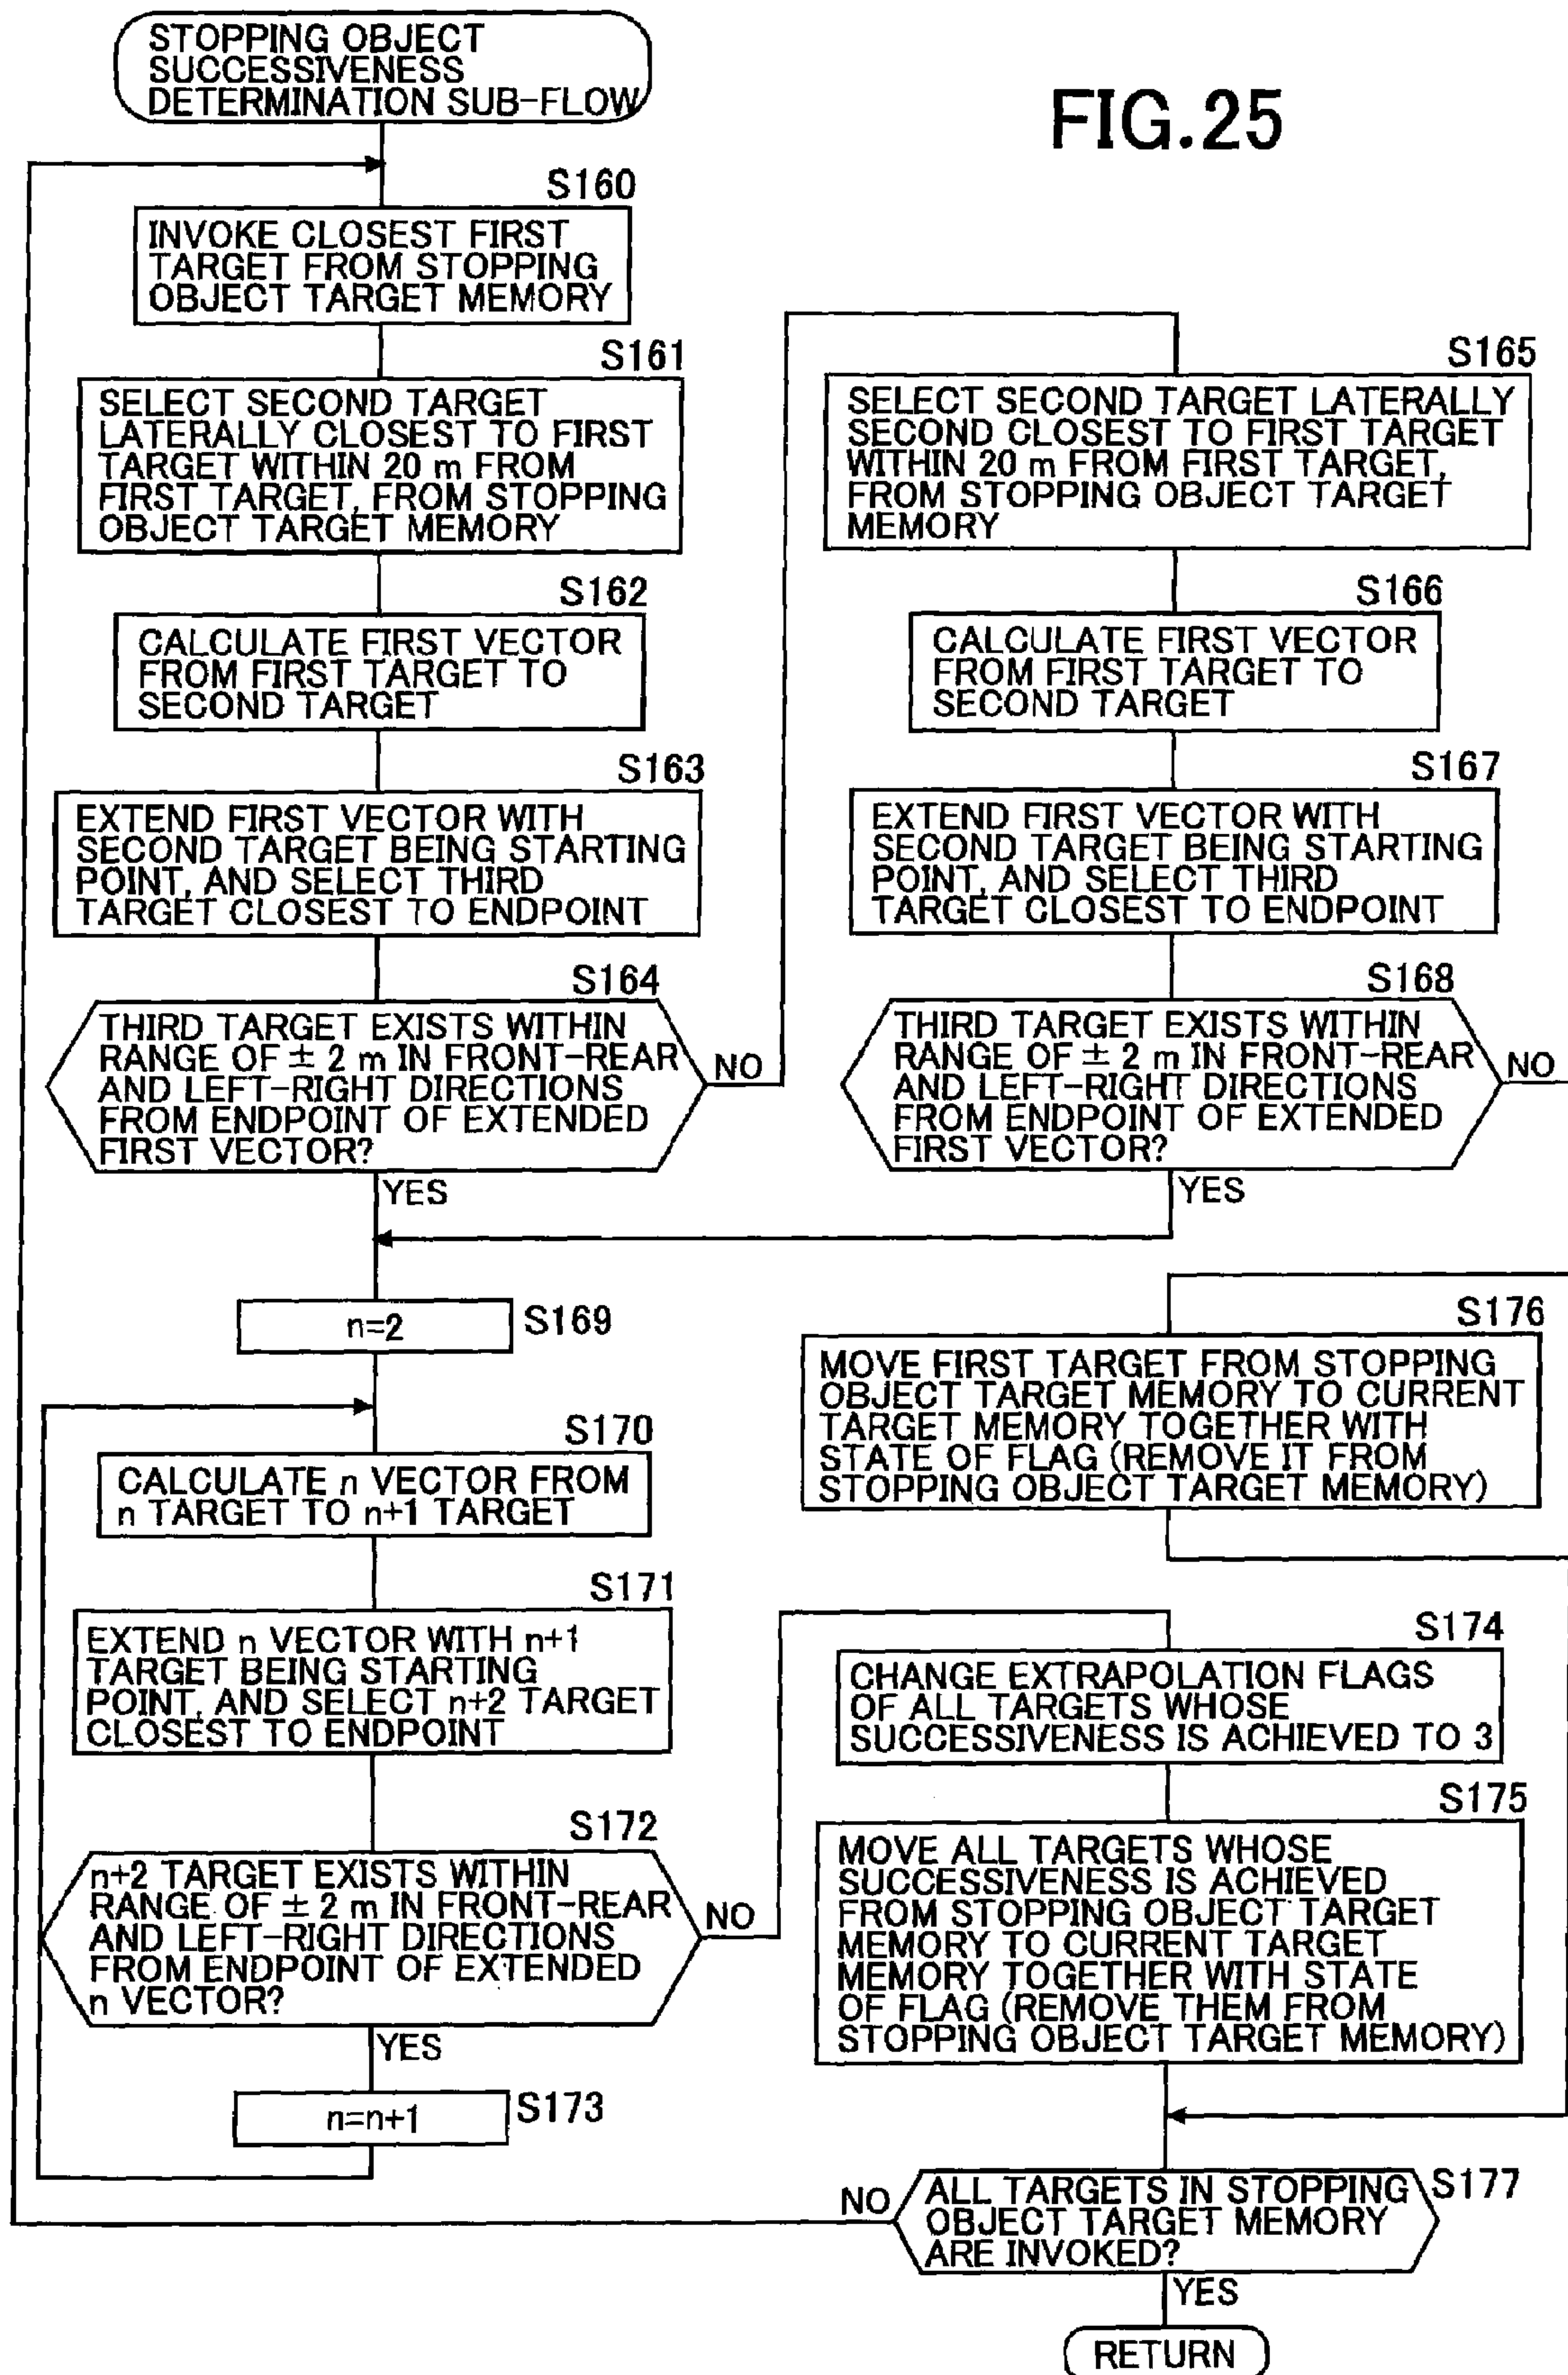 FIG.25
STOPPING OBJECT
SUCCESSIVENESS
DETERMINATION SUB-FLOW
S160
INVOKE CLOSEST FIRST
TARGET FROM STOPPING
OBJECT TARGET MEMORY
S161
SELECT SECOND TARGET
LATERALLY CLOSEST TO FIRST
TARGET WITHIN 20 m FROM
FIRST TARGET, FROM STOPPING
OBJECT TARGET MEMORY
S162
CALCULATE FIRST VECTOR
FROM FIRST TARGET TO
SECOND TARGET
S163
EXTEND FIRST VECTOR WITH
SECOND TARGET BEING STARTING
POINT, AND SELECT THIRD
TARGET CLOSEST TO ENDPOINT
S164
THIRD TARGET EXISTS WITHIN
RANGE OF ± 2 m IN FRONT-REAR
AND LEFT-RIGHT DIRECTIONS
FROM ENDPOINT OF EXTENDED
FIRST VECTOR?
NO
YES
S165
SELECT SECOND TARGET LATERALLY
SECOND CLOSEST TO FIRST TARGET
WITHIN 20 m FROM FIRST TARGET,
FROM STOPPING OBJECT TARGET
MEMORY
S166
CALCULATE FIRST VECTOR
FROM FIRST TARGET TO
SECOND TARGET
S167
EXTEND FIRST VECTOR WITH
SECOND TARGET BEING STARTING
POINT, AND SELECT THIRD
TARGET CLOSEST TO ENDPOINT
S168
THIRD TARGET EXISTS WITHIN
RANGE OF ± 2 m IN FRONT-REAR
AND LEFT-RIGHT DIRECTIONS
FROM ENDPOINT OF EXTENDED
FIRST VECTOR?
NO
YES
n=2
S169
S170
CALCULATE n VECTOR FROM
n TARGET TO n+1 TARGET
S171
EXTEND n VECTOR WITH n+1
TARGET BEING STARTING
POINT, AND SELECT n+2 TARGET
CLOSEST TO ENDPOINT
S172
n+2 TARGET EXISTS WITHIN
RANGE OF ± 2 m IN FRONT-REAR
AND LEFT-RIGHT DIRECTIONS
FROM ENDPOINT OF EXTENDED
n VECTOR?
NO
YES
n=n+1
S173
S176
MOVE FIRST TARGET FROM STOPPING
OBJECT TARGET MEMORY TO CURRENT
TARGET MEMORY TOGETHER WITH
STATE OF FLAG (REMOVE IT FROM
STOPPING OBJECT TARGET MEMORY)
S174
CHANGE EXTRAPOLATION FLAGS
OF ALL TARGETS WHOSE
SUCCESSIVENESS IS ACHIEVED TO 3
S175
MOVE ALL TARGETS WHOSE
SUCCESSIVENESS IS ACHIEVED
FROM STOPPING OBJECT TARGET
MEMORY TO CURRENT TARGET
MEMORY TOGETHER WITH STATE
OF FLAG (REMOVE THEM FROM
STOPPING OBJECT TARGET MEMORY)
S177
ALL TARGETS IN STOPPING
OBJECT TARGET MEMORY
ARE INVOKED?
NO
YES
RETURN